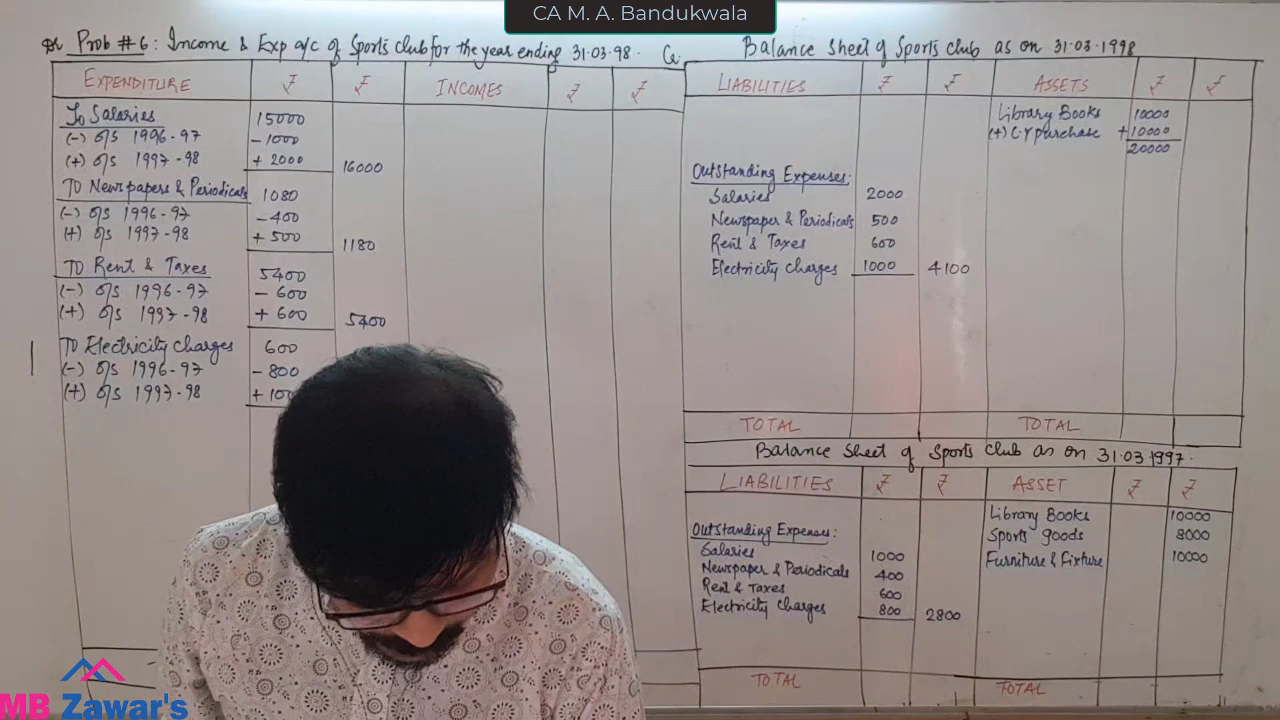 CA M. A. Bandukwala
Dr Prob #6: Income & Exp a/c of Sports club for the year ending 31.03.98. Cr.
EXPENDITURE ₹ ₹ INCOMES ₹ ₹
To Salaries 15000
(-) o/s 1996-97 - 1000
(+) o/s 1997-98 + 2000 16000
To Newspapers & Periodicals 1080
(-) o/s 1996-97 - 400
(+) o/s 1997-98 + 500 1180
To Rent & Taxes 5400
(-) o/s 1996-97 - 600
(+) o/s 1997-98 + 600 5400
To Electricity Charges 600
(-) o/s 1996-97 - 800
(+) o/s 1997-98
Balance Sheet of Sports club as on 31.03.1998
LIABILITIES ₹ ₹ ASSETS ₹ ₹
Library Books 10000
(+) C.Y purchase +10000
20000
Outstanding Expenses:
Salaries 2000
Newspaper & Periodicals 500
Rent & Taxes 600
Electricity Charges 1000 4100
TOTAL TOTAL
Balance Sheet of Sports Club as on 31.03.1997.
LIABILITIES ₹ ₹ ASSET ₹ ₹
Library Books 10000
Outstanding Expenses: Sports goods 8000
Salaries 1000 Furniture & Fixture 10000
Newspaper & Periodicals 400
Rent & Taxes 600
Electricity Charges 800 2800
TOTAL TOTAL
MB Zawar's